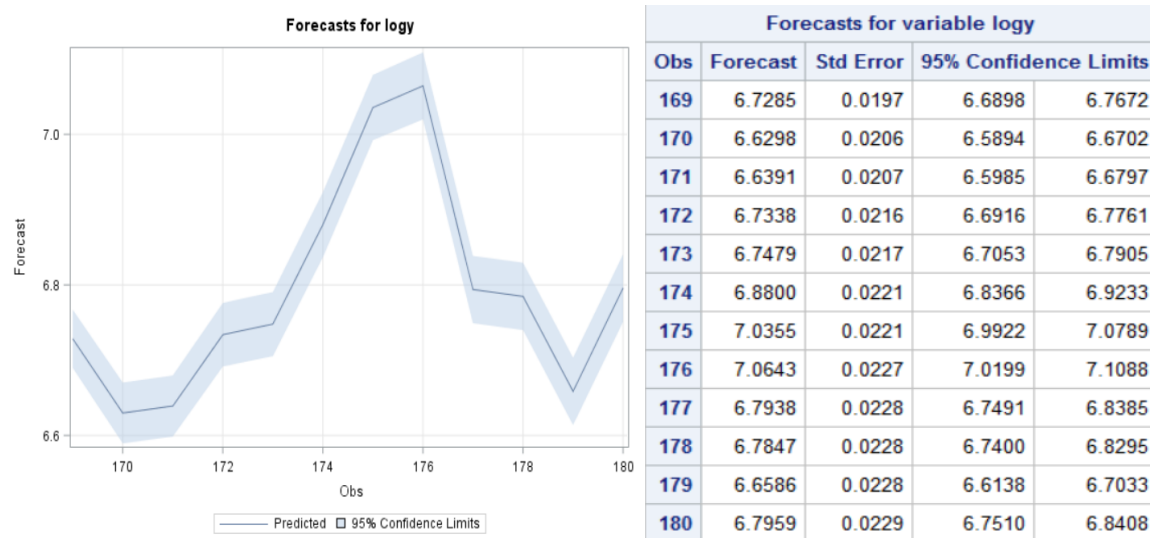 Forecasts for logy
7.0
6.8
6.6
Forecast
170 172 174 176 178 180
Obs
Predicted 95% Confidence Limits
Forecasts for variable logy
Obs Forecast Std Error 95% Confidence Limits
169 6.7285 0.0197 6.6898 6.7672
170 6.6298 0.0206 6.5894 6.6702
171 6.6391 0.0207 6.5985 6.6797
172 6.7338 0.0216 6.6916 6.7761
173 6.7479 0.0217 6.7053 6.7905
174 6.8800 0.0221 6.8366 6.9233
175 7.0355 0.0221 6.9922 7.0789
176 7.0643 0.0227 7.0199 7.1088
177 6.7938 0.0228 6.7491 6.8385
178 6.7847 0.0228 6.7400 6.8295
179 6.6586 0.0228 6.6138 6.7033
180 6.7959 0.0229 6.7510 6.8408